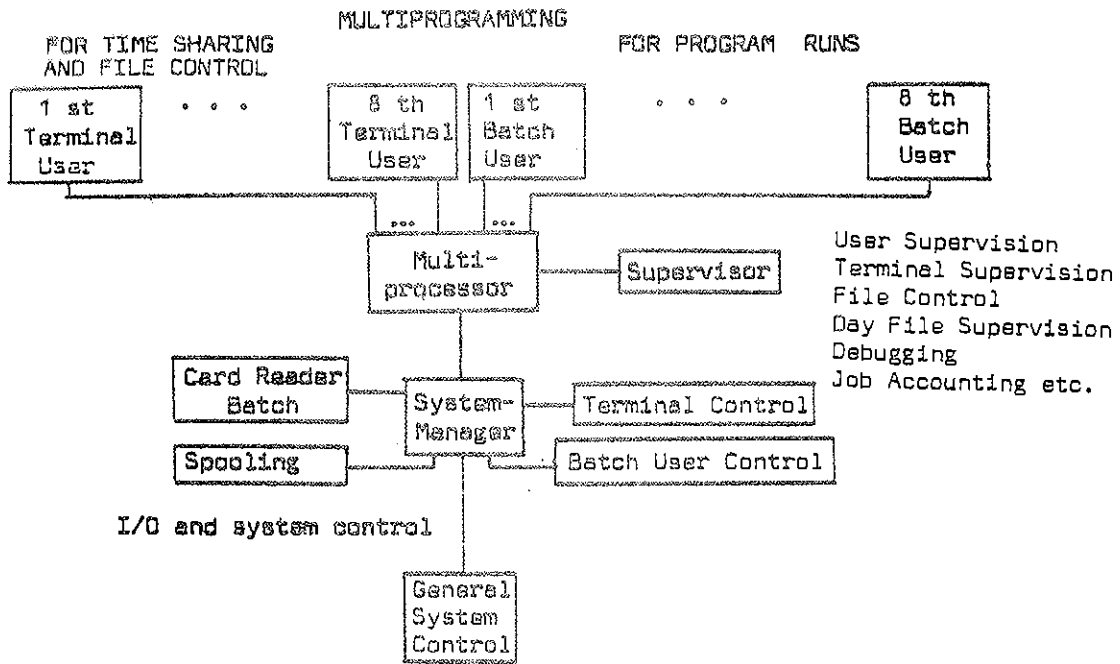 MULTIPROGRAMMING
FOR TIME SHARING
AND FILE CONTROL
FOR PROGRAM RUNS
1 st
Terminal
User
. . .
8 th
Terminal
User
1 st
Batch
User
. . .
8 th
Batch
User
...
...
Multi-
processor
Supervisor
User Supervision
Terminal Supervision
File Control
Day File Supervision
Debugging
Job Accounting etc.
Card Reader
Batch
System-
Manager
Terminal Control
Spooling
Batch User Control
I/O and system control
General
System
Control